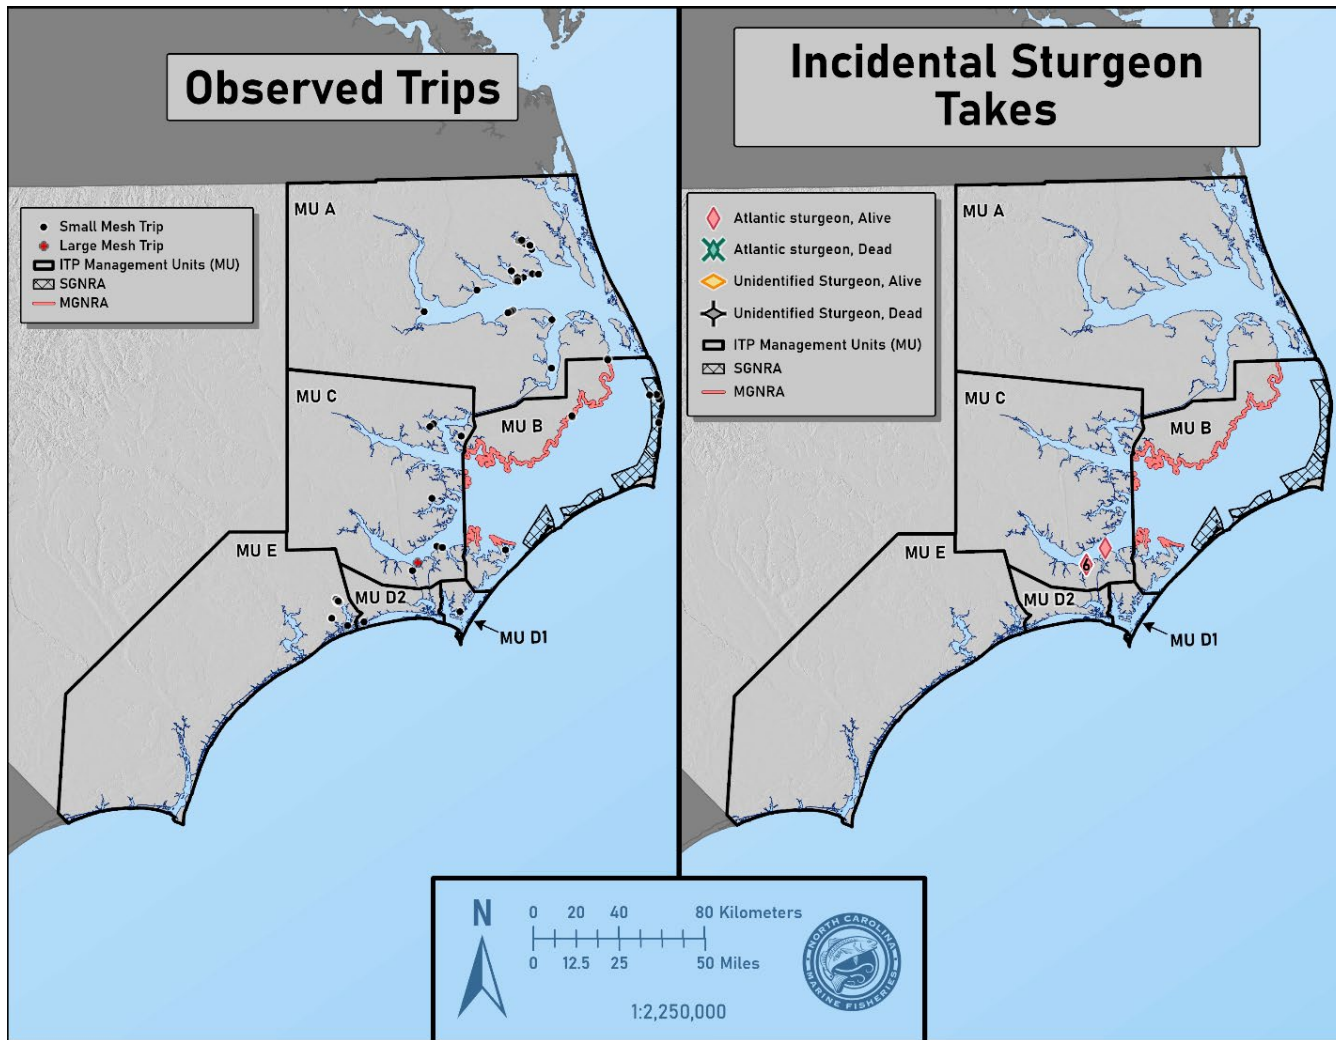 Observed Trips
Small Mesh Trip
Large Mesh Trip
ITP Management Units (MU)
SGNRA
MGNRA
MU A
MU C
MU B
MU E
MU D2
MU D1
Incidental Sturgeon
Takes
Atlantic sturgeon, Alive
Atlantic sturgeon, Dead
Unidentified Sturgeon, Alive
Unidentified Sturgeon, Dead
ITP Management Units (MU)
SGNRA
MGNRA
MU A
MU C
MU B
6
MU E
MU D2
MU D1
N
0 20 40 80 Kilometers
0 12.5 25 50 Miles
1:2,250,000
NORTH CAROLINA
MARINE FISHERIES